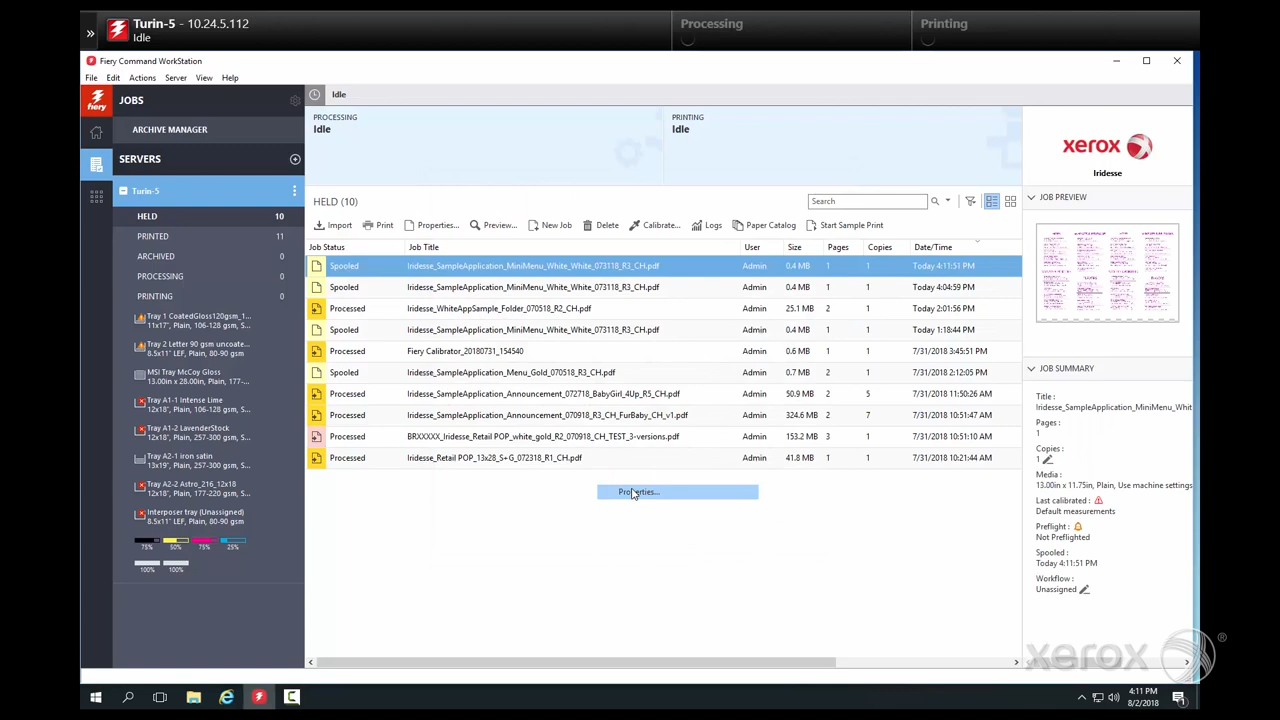 Turin-5 - 10.24.5.112
Idle
Processing
Printing
Fiery Command WorkStation
File Edit Actions Server View Help
fiery
JOBS
ARCHIVE MANAGER
SERVERS
Turin-5
HELD 10
PRINTED 11
ARCHIVED 0
PROCESSING 0
PRINTING 0
Tray 1 CoatedGloss120gsm_1...
11x17", Plain, 106-128 gsm, S...
Tray 2 Letter 90 gsm uncoate...
8.5x11" LEF, Plain, 80-90 gsm
MSI Tray McCoy Gloss
13.00in x 28.00in, Plain, 177-...
Tray A1-1 Intense Lime
12x18", Plain, 106-128 gsm, S...
Tray A1-2 LavenderStock
12x18", Plain, 257-300 gsm, S...
Tray A2-1 iron satin
13x19", Plain, 257-300 gsm, S...
Tray A2-2 Astro_216_12x18
12x18", Plain, 177-220 gsm, S...
Interposer tray (Unassigned)
8.5x11" LEF, Plain, 80-90 gsm
75% 50% 75% 25%
100% 100%
Idle
PROCESSING
Idle
PRINTING
Idle
HELD (10)
Search
Import Print Properties... Preview... New Job Delete Calibrate... Logs Paper Catalog Start Sample Print
Job Status Job Title User Size Pages Copies Date/Time
Spooled Iridesse_SampleApplication_MiniMenu_White_White_073118_R3_CH.pdf Admin 0.4 MB 1 1 Today 4:11:51 PM
Spooled Iridesse_SampleApplication_MiniMenu_White_White_073118_R3_CH.pdf Admin 0.4 MB 1 1 Today 4:04:59 PM
Processed Iridesse_WhiteAppSample_Folder_070518_R2_CH.pdf Admin 25.1 MB 2 1 Today 2:01:56 PM
Spooled Iridesse_SampleApplication_MiniMenu_White_White_073118_R3_CH.pdf Admin 0.4 MB 1 1 Today 1:18:44 PM
Processed Fiery Calibrator_20180731_154540 Admin 0.6 MB 1 1 7/31/2018 3:45:51 PM
Spooled Iridesse_SampleApplication_Menu_Gold_070518_R3_CH.pdf Admin 0.7 MB 2 1 7/31/2018 2:12:05 PM
Processed Iridesse_SampleApplication_Announcement_072718_BabyGirl_4Up_R5_CH.pdf Admin 50.9 MB 2 5 7/31/2018 11:50:26 AM
Processed Iridesse_SampleApplication_Announcement_070918_R3_CH_FurBaby_CH_v1.pdf Admin 324.6 MB 2 7 7/31/2018 10:51:47 AM
Processed BRXXXXX_Iridesse_Retail POP_white_gold_R2_070918_CH_TEST_3-versions.pdf Admin 153.2 MB 3 1 7/31/2018 10:51:10 AM
Processed Iridesse_Retail POP_13x28_S+G_072318_R1_CH.pdf Admin 41.8 MB 1 1 7/31/2018 10:21:44 AM
Properties...
xerox
Iridesse
JOB PREVIEW
JOB SUMMARY
Title :
Iridesse_SampleApplication_MiniMenu_Whit
Pages :
1
Copies :
1
Media :
13.00in x 11.75in, Plain, Use machine settings
Last calibrated :
Default measurements
Preflight :
Not Preflighted
Spooled :
Today 4:11:51 PM
Workflow :
Unassigned
xerox ®
4:11 PM
8/2/2018
1